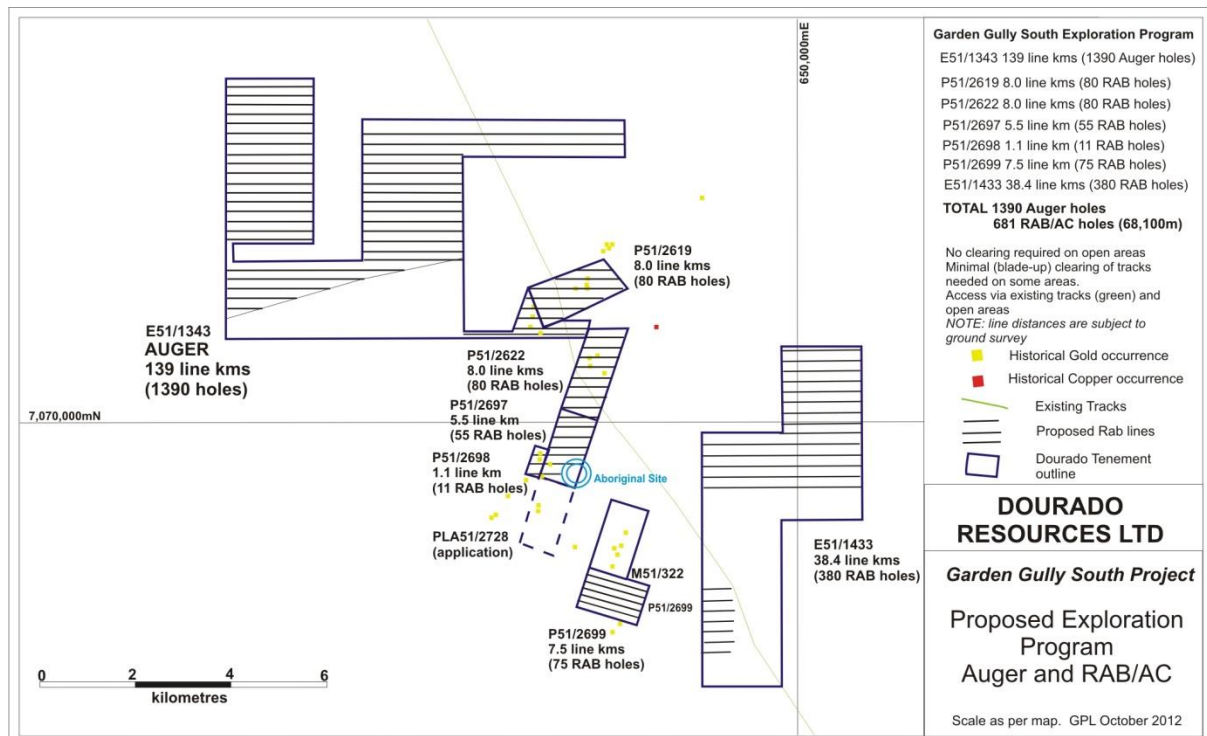 650,000mE
Garden Gully South Exploration Program
E51/1343 139 line kms (1390 Auger holes)
P51/2619 8.0 line kms (80 RAB holes)
P51/2622 8.0 line kms (80 RAB holes)
P51/2697 5.5 line km (55 RAB holes)
P51/2698 1.1 line km (11 RAB holes)
P51/2699 7.5 line km (75 RAB holes)
E51/1433 38.4 line kms (380 RAB holes)
TOTAL 1390 Auger holes
681 RAB/AC holes (68,100m)
No clearing required on open areas
Minimal (blade-up) clearing of tracks
needed on some areas.
Access via existing tracks (green) and
open areas
NOTE: line distances are subject to
ground survey
Historical Gold occurrence
Historical Copper occurrence
Existing Tracks
Proposed Rab lines
Dourado Tenement
outline
P51/2619
8.0 line kms
(80 RAB holes)
E51/1343
AUGER
139 line kms
(1390 holes)
P51/2622
8.0 line kms
(80 RAB holes)
7,070,000mN
P51/2697
5.5 line km
(55 RAB holes)
P51/2698
1.1 line km
(11 RAB holes)
Aboriginal Site
PLA51/2728
(application)
E51/1433
38.4 line kms
(380 RAB holes)
M51/322
P51/2699
P51/2699
7.5 line kms
(75 RAB holes)
0 2 4 6
kilometres
DOURADO
RESOURCES LTD
Garden Gully South Project
Proposed Exploration
Program
Auger and RAB/AC
Scale as per map. GPL October 2012